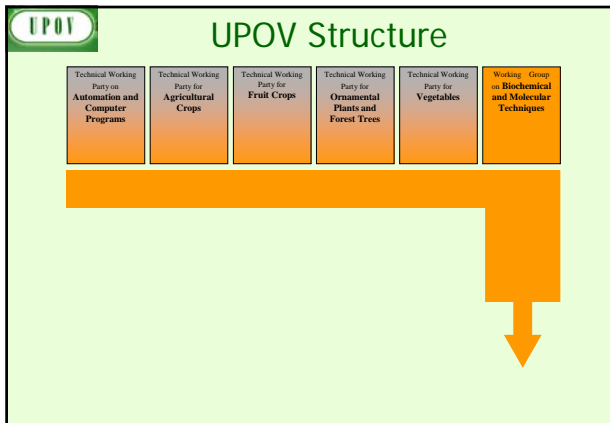 UPOV
UPOV Structure
Technical Working
Party on
Automation and
Computer
Programs
Technical Working
Party for
Agricultural
Crops
Technical Working
Party for
Fruit Crops
Technical Working
Party for
Ornamental
Plants and
Forest Trees
Technical Working
Party for
Vegetables
Working Group
on Biochemical
and Molecular
Techniques